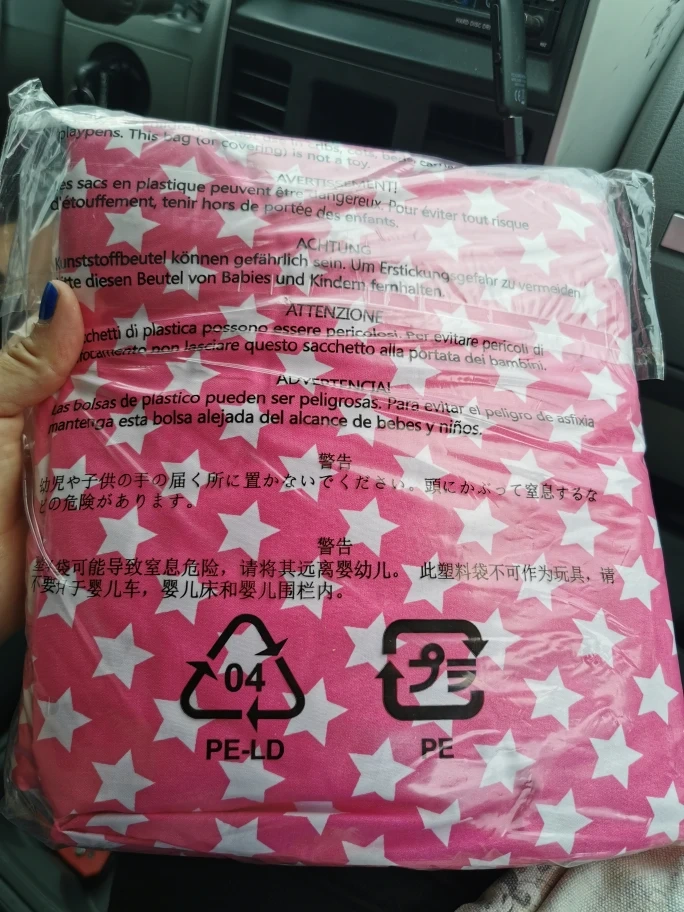 HARD DISC DRIVE
playpens. This bag (or covering) is not a toy.
AVERTISSEMENT!
Les sacs en plastique peuvent être dangereux. Pour éviter tout risque
d'étouffement, tenir hors de portée des enfants.
ACHTUNG
Kunststoffbeutel können gefährlich sein. Um Erstickungsgefahr zu vermeiden
bitte diesen Beutel von Babies und Kindern fernhalten.
ATTENZIONE
chetti di plastica possono essere pericolosi. Per evitare pericoli di
focamento non lasciare questo sacchetto alla portata dei bambini.
ADVERTENCIA!
Las bolsas de plástico pueden ser peligrosas. Para evitar el peligro de asfixia
mantenga esta bolsa alejada del alcance de bebes y niños.
警告
幼児や子供の手の届く所に置かないでください。頭にかぶって窒息するな
どの危険があります。
警告
袋可能导致窒息危险，请将其远离婴幼儿。 此塑料袋不可作为玩具，请
不要用于婴儿车，婴儿床和婴儿围栏内。
04
プラ
PE-LD
PE